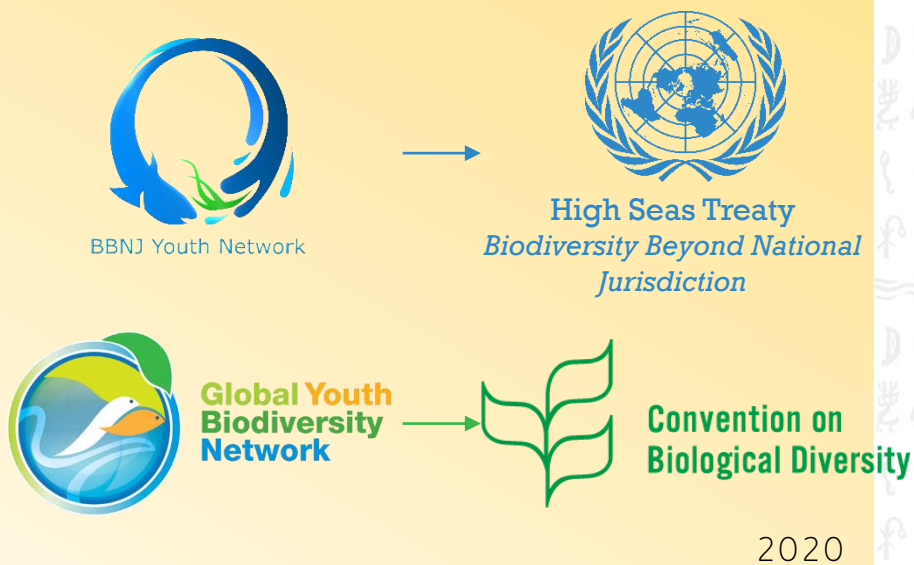 BBNJ Youth Network
High Seas Treaty
Biodiversity Beyond National
Jurisdiction
Global Youth
Biodiversity
Network
Convention on
Biological Diversity
2020